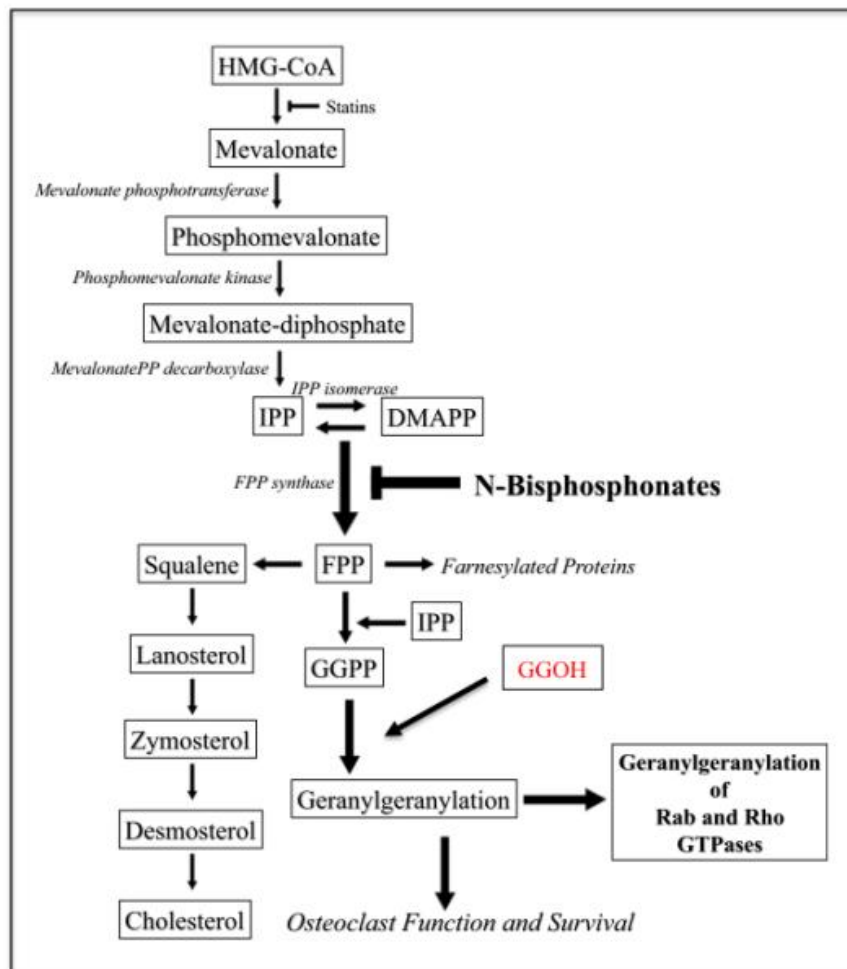 HMG-CoA
Statins
Mevalonate
Mevalonate phosphotransferase
Phosphomevalonate
Phosphomevalonate kinase
Mevalonate-diphosphate
MevalonatePP decarboxylase
IPP isomerase
IPP
DMAPP
FPP synthase
N-Bisphosphonates
Squalene
FPP
Farnesylated Proteins
IPP
Lanosterol
GGPP
GGOH
Zymosterol
Geranylgeranylation
Geranylgeranylation
of
Rab and Rho
GTPases
Desmosterol
Cholesterol
Osteoclast Function and Survival